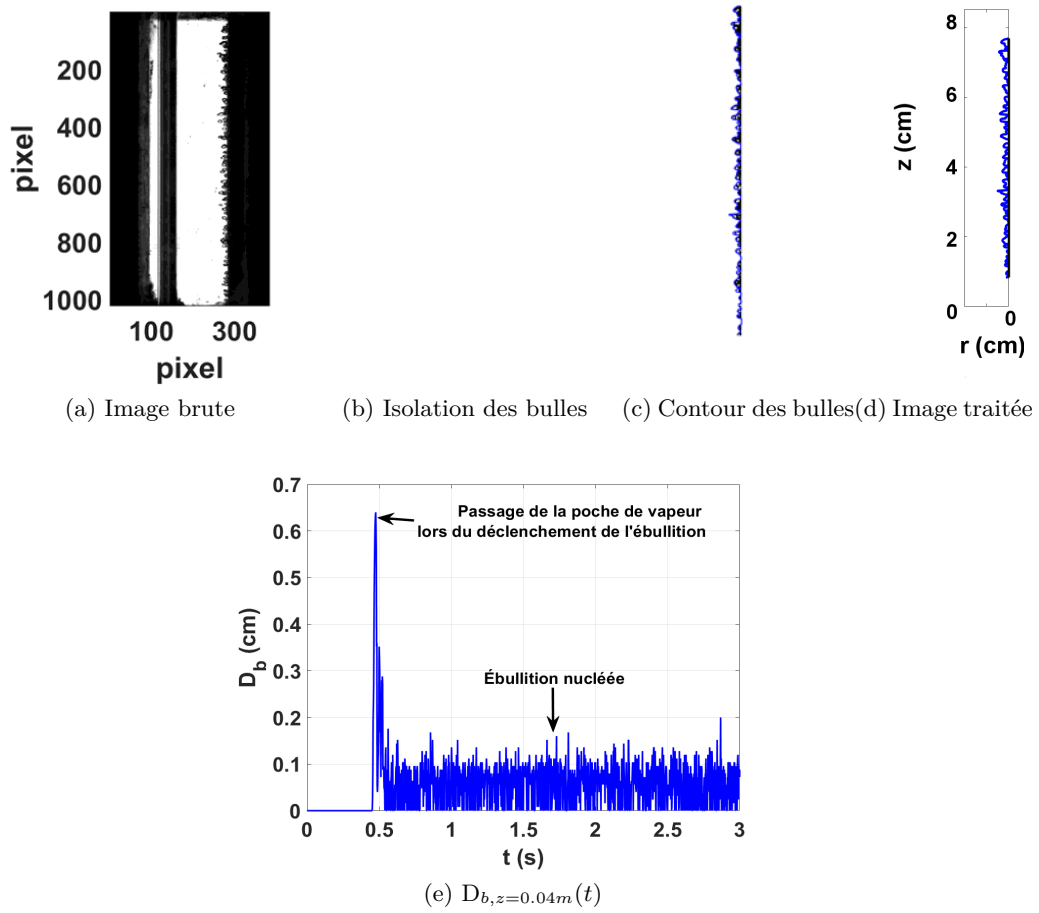 200
400
600
800
1000
pixel
100 300
pixel
8
6
4
2
0
z (cm)
0
r (cm)
(a) Image brute
(b) Isolation des bulles
(c) Contour des bulles
(d) Image traitée
0.7
0.6
0.5
0.4
0.3
0.2
0.1
0
D_b (cm)
Passage de la poche de vapeur
lors du déclenchement de l'ébullition
Ébullition nucléée
0 0.5 1 1.5 2 2.5 3
t (s)
(e) D_{b,z=0.04m}(t)